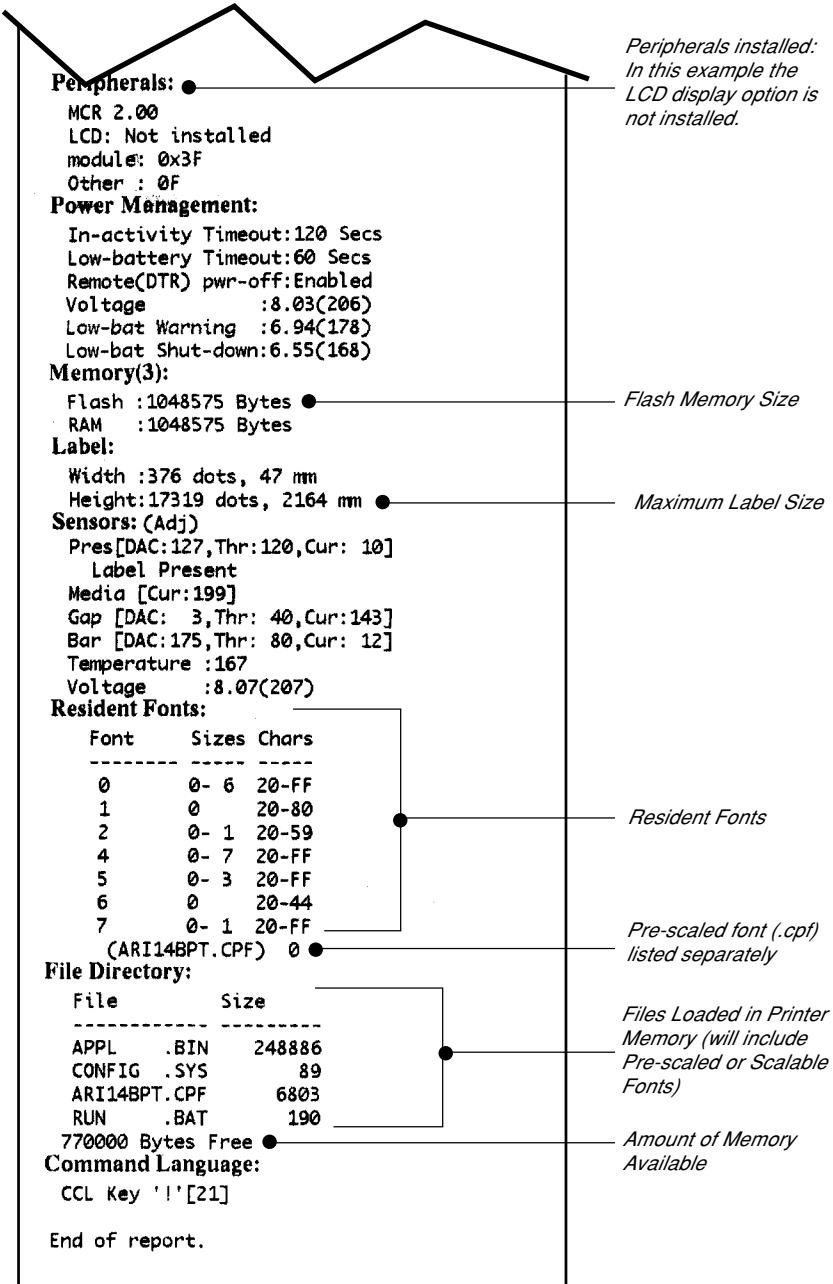 Peripherals:
MCR 2.00
LCD: Not installed
module: 0x3F
Other : 0F
Power Management:
In-activity Timeout:120 Secs
Low-battery Timeout:60 Secs
Remote(DTR) pwr-off:Enabled
Voltage :8.03(206)
Low-bat Warning :6.94(178)
Low-bat Shut-down:6.55(168)
Memory(3):
Flash :1048575 Bytes
RAM :1048575 Bytes
Label:
Width :376 dots, 47 mm
Height:17319 dots, 2164 mm
Sensors: (Adj)
Pres[DAC:127,Thr:120,Cur: 10]
Label Present
Media [Cur:199]
Gap [DAC: 3,Thr: 40,Cur:143]
Bar [DAC:175,Thr: 80,Cur: 12]
Temperature :167
Voltage :8.07(207)
Resident Fonts:
Font Sizes Chars
-------- ----- -----
0 0- 6 20-FF
1 0 20-80
2 0- 1 20-59
4 0- 7 20-FF
5 0- 3 20-FF
6 0 20-44
7 0- 1 20-FF
(ARI14BPT.CPF) 0
File Directory:
File Size
------------ ---------
APPL .BIN 248886
CONFIG .SYS 89
ARI14BPT.CPF 6803
RUN .BAT 190
770000 Bytes Free
Command Language:
CCL Key '!'[21]
End of report.
Peripherals installed:
In this example the
LCD display option is
not installed.
Flash Memory Size
Maximum Label Size
Resident Fonts
Pre-scaled font (.cpf)
listed separately
Files Loaded in Printer
Memory (will include
Pre-scaled or Scalable
Fonts)
Amount of Memory
Available